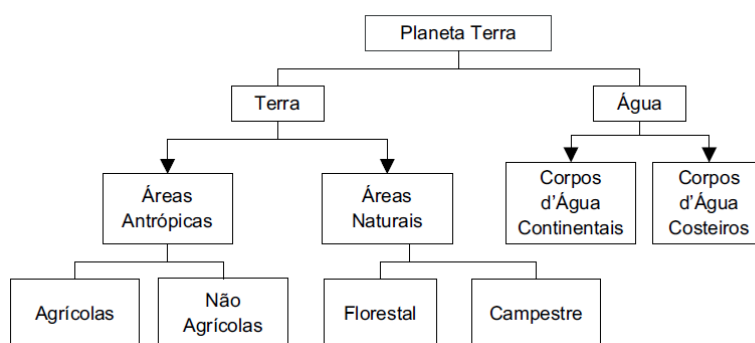 Planeta Terra
Terra
Água
Áreas
Antrópicas
Áreas
Naturais
Corpos
d'Água
Continentais
Corpos
d'Água
Costeiros
Agrícolas
Não
Agrícolas
Florestal
Campestre